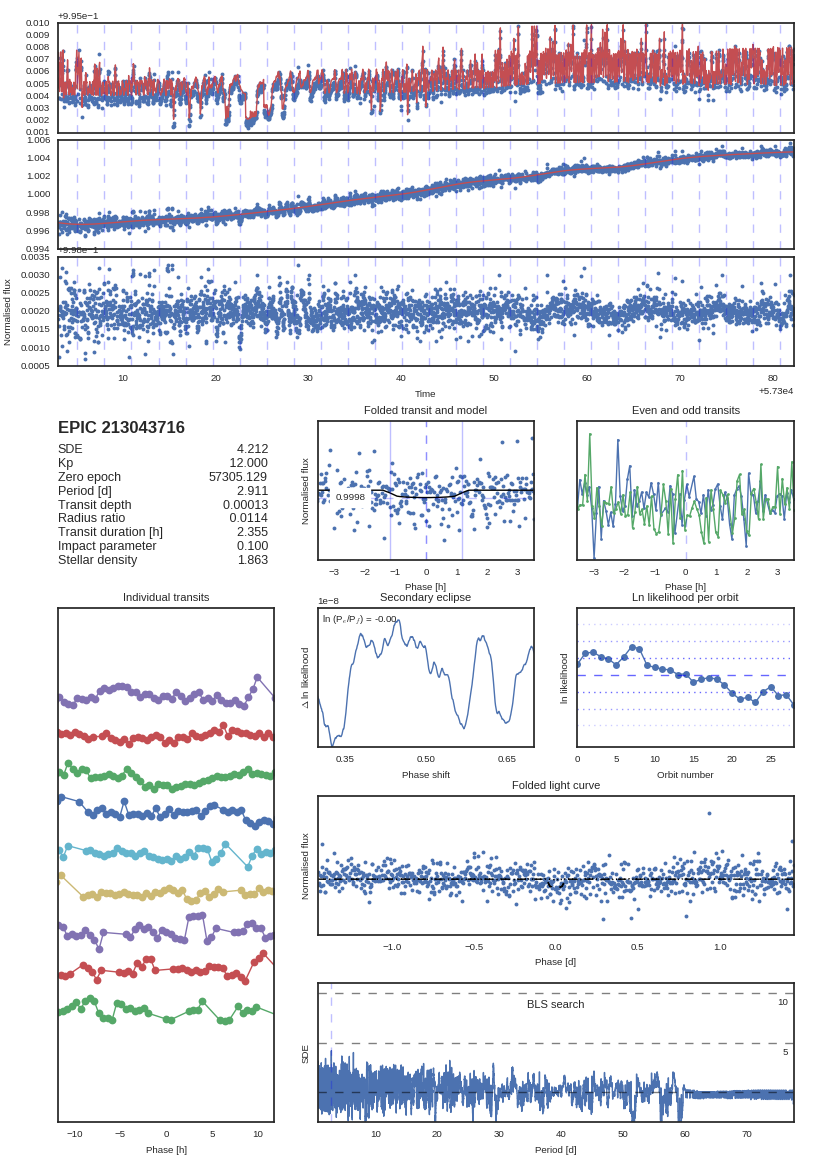 +9.95e−1
0.010
0.009
0.008
0.007
0.006
0.005
0.004
0.003
0.002
0.001
1.006
1.004
1.002
1.000
0.998
0.996
0.994
+9.98e−1
0.0035
0.0030
0.0025
0.0020
0.0015
0.0010
0.0005
Normalised flux
10 20 30 40 50 60 70 80
Time
+5.73e4
EPIC 213043716
SDE 4.212
Kp 12.000
Zero epoch 57305.129
Period [d] 2.911
Transit depth 0.00013
Radius ratio 0.0114
Transit duration [h] 2.355
Impact parameter 0.100
Stellar density 1.863
Folded transit and model
Normalised flux
0.9998
−3 −2 −1 0 1 2 3
Phase [h]
Even and odd transits
−3 −2 −1 0 1 2 3
Phase [h]
Individual transits
−10 −5 0 5 10
Phase [h]
Secondary eclipse
1e−8
Δ ln likelihood
0.35 0.50 0.65
Phase shift
Ln likelihood per orbit
ln likelihood
0 5 10 15 20 25
Orbit number
Folded light curve
Normalised flux
−1.0 −0.5 0.0 0.5 1.0
Phase [d]
BLS search
10
5
SDE
10 20 30 40 50 60 70
Period [d]